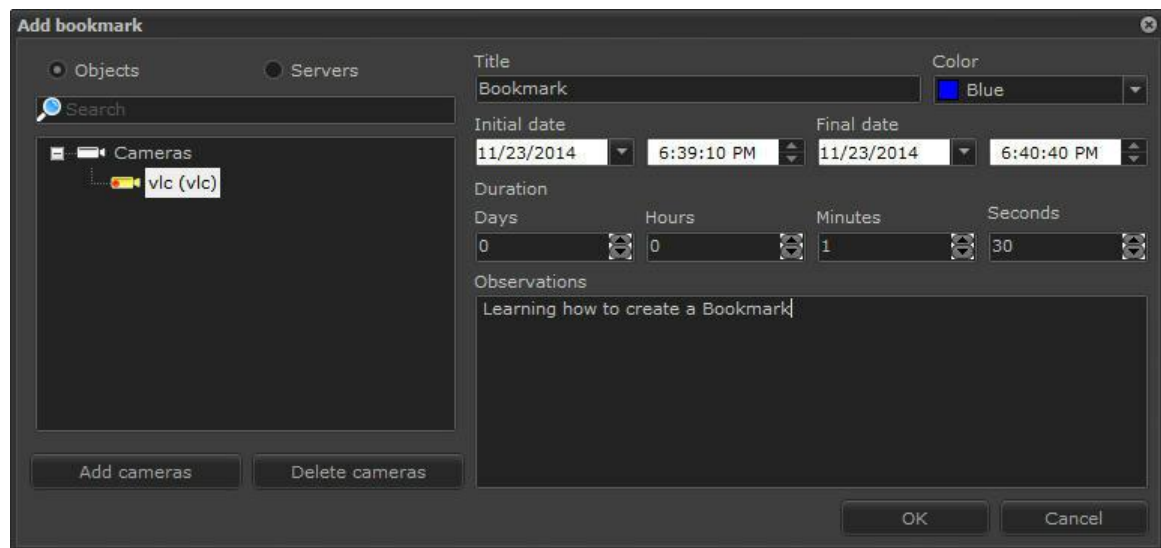 Add bookmark
Objects
Servers
Search
Cameras
vlc (vlc)
Add cameras
Delete cameras
Title
Color
Bookmark
Blue
Initial date
Final date
11/23/2014
6:39:10 PM
11/23/2014
6:40:40 PM
Duration
Days
Hours
Minutes
Seconds
0
0
1
30
Observations
Learning how to create a Bookmark
OK
Cancel